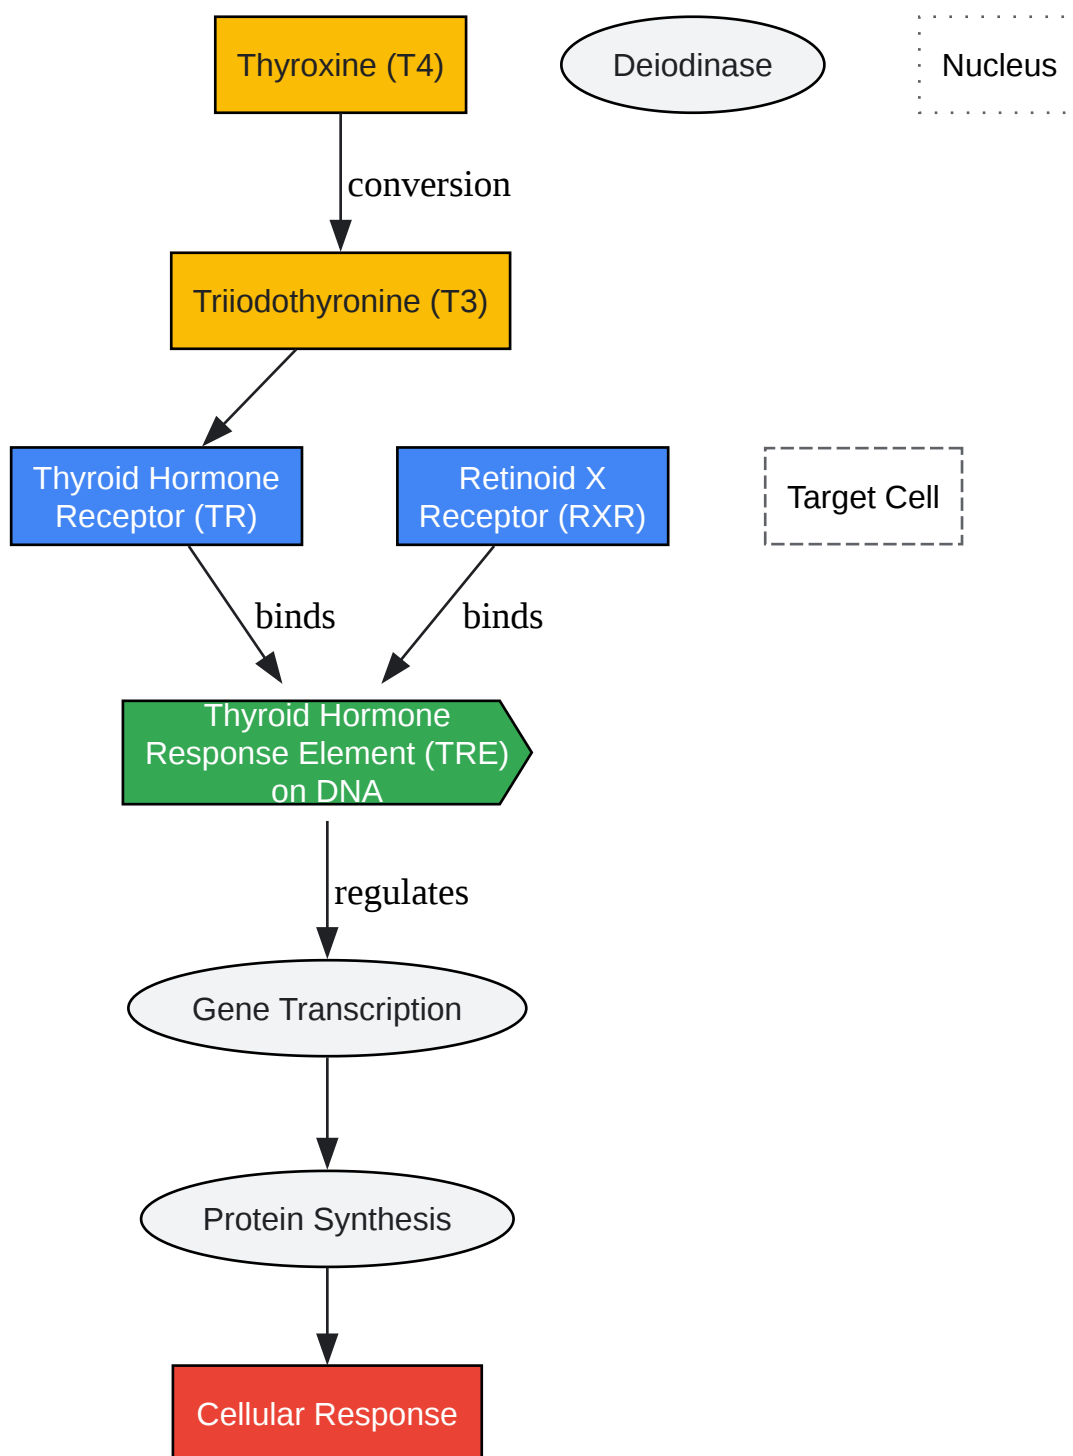 Thyroxine (T4)
Deiodinase
Nucleus
conversion
Triiodothyronine (T3)
Thyroid Hormone
Receptor (TR)
Retinoid X
Receptor (RXR)
Target Cell
binds
binds
Thyroid Hormone
Response Element (TRE)
on DNA
regulates
Gene Transcription
Protein Synthesis
Cellular Response